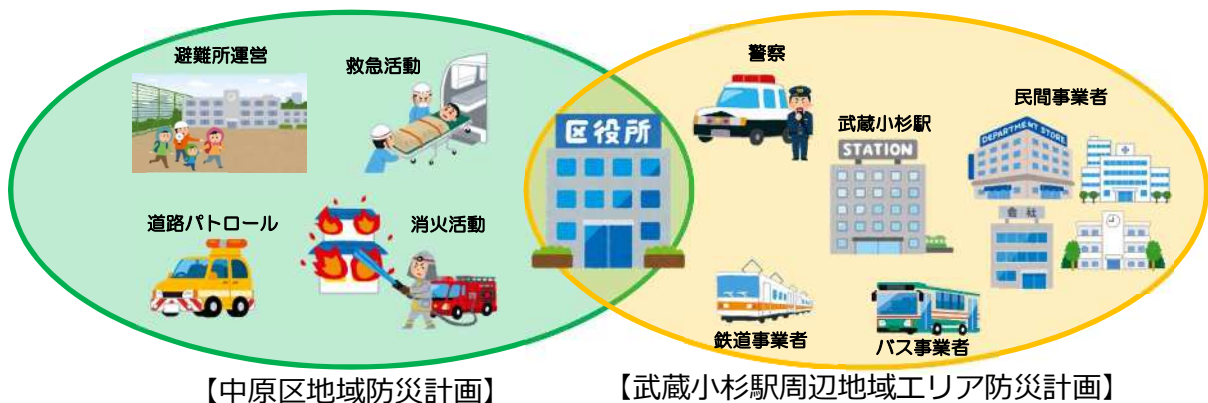 避難所運営
救急活動
道路パトロール
消火活動
区役所
警察
武蔵小杉駅
STATION
民間事業者
DEPARTMENT STORE
会社
鉄道事業者
バス事業者
【中原区地域防災計画】
【武蔵小杉駅周辺地域エリア防災計画】